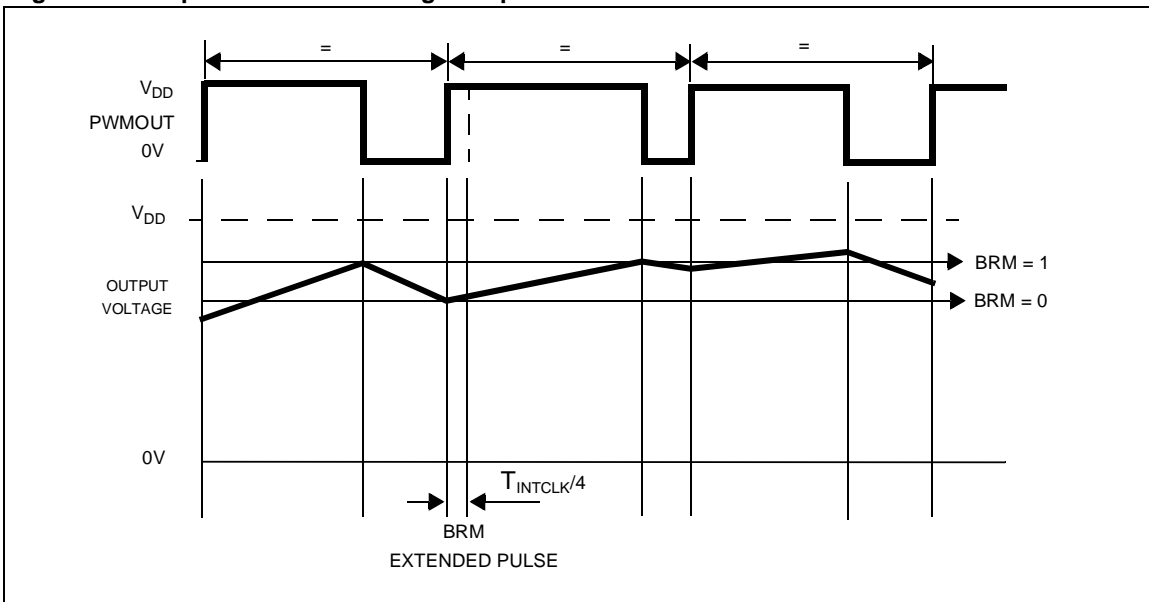 =
=
=
VDD
PWMOUT
0V
VDD
OUTPUT
VOLTAGE
BRM = 1
BRM = 0
0V
TINTCLK/4
BRM
EXTENDED PULSE